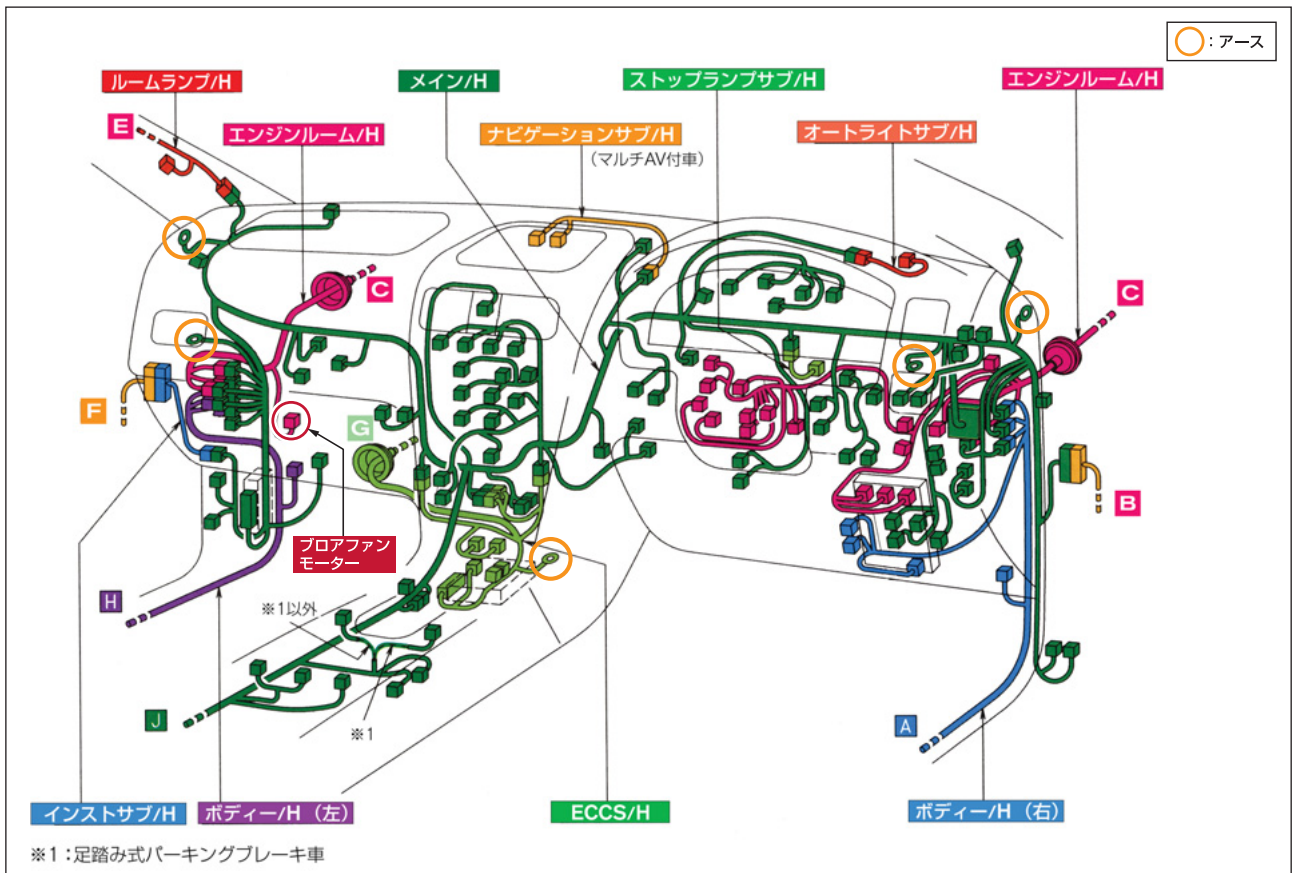 ：アース
ルームランプ/H
メイン/H
ストップランプサブ/H
エンジンルーム/H
E
エンジンルーム/H
ナビゲーションサブ/H
（マルチAV付車）
オートライトサブ/H
C
C
F
G
B
ブロアファン
モーター
H
※1以外
J
※1
A
インストサブ/H
ボディー/H（左）
ECCS/H
ボディー/H（右）
※1：足踏み式パーキングブレーキ車